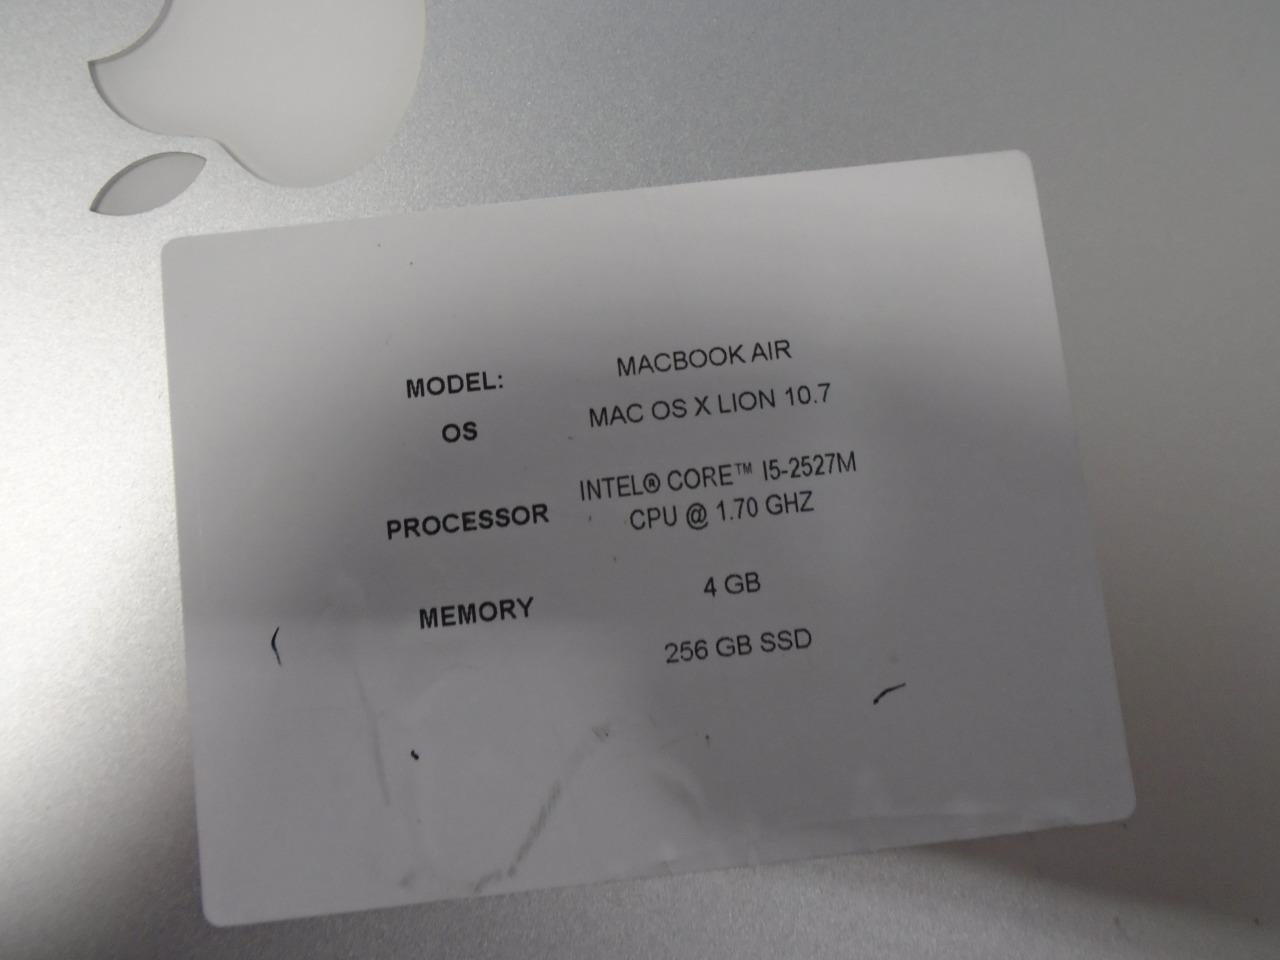 MODEL: MACBOOK AIR
OS MAC OS X LION 10.7
PROCESSOR INTEL® CORE™ I5-2527M
CPU @ 1.70 GHZ
MEMORY 4 GB
256 GB SSD